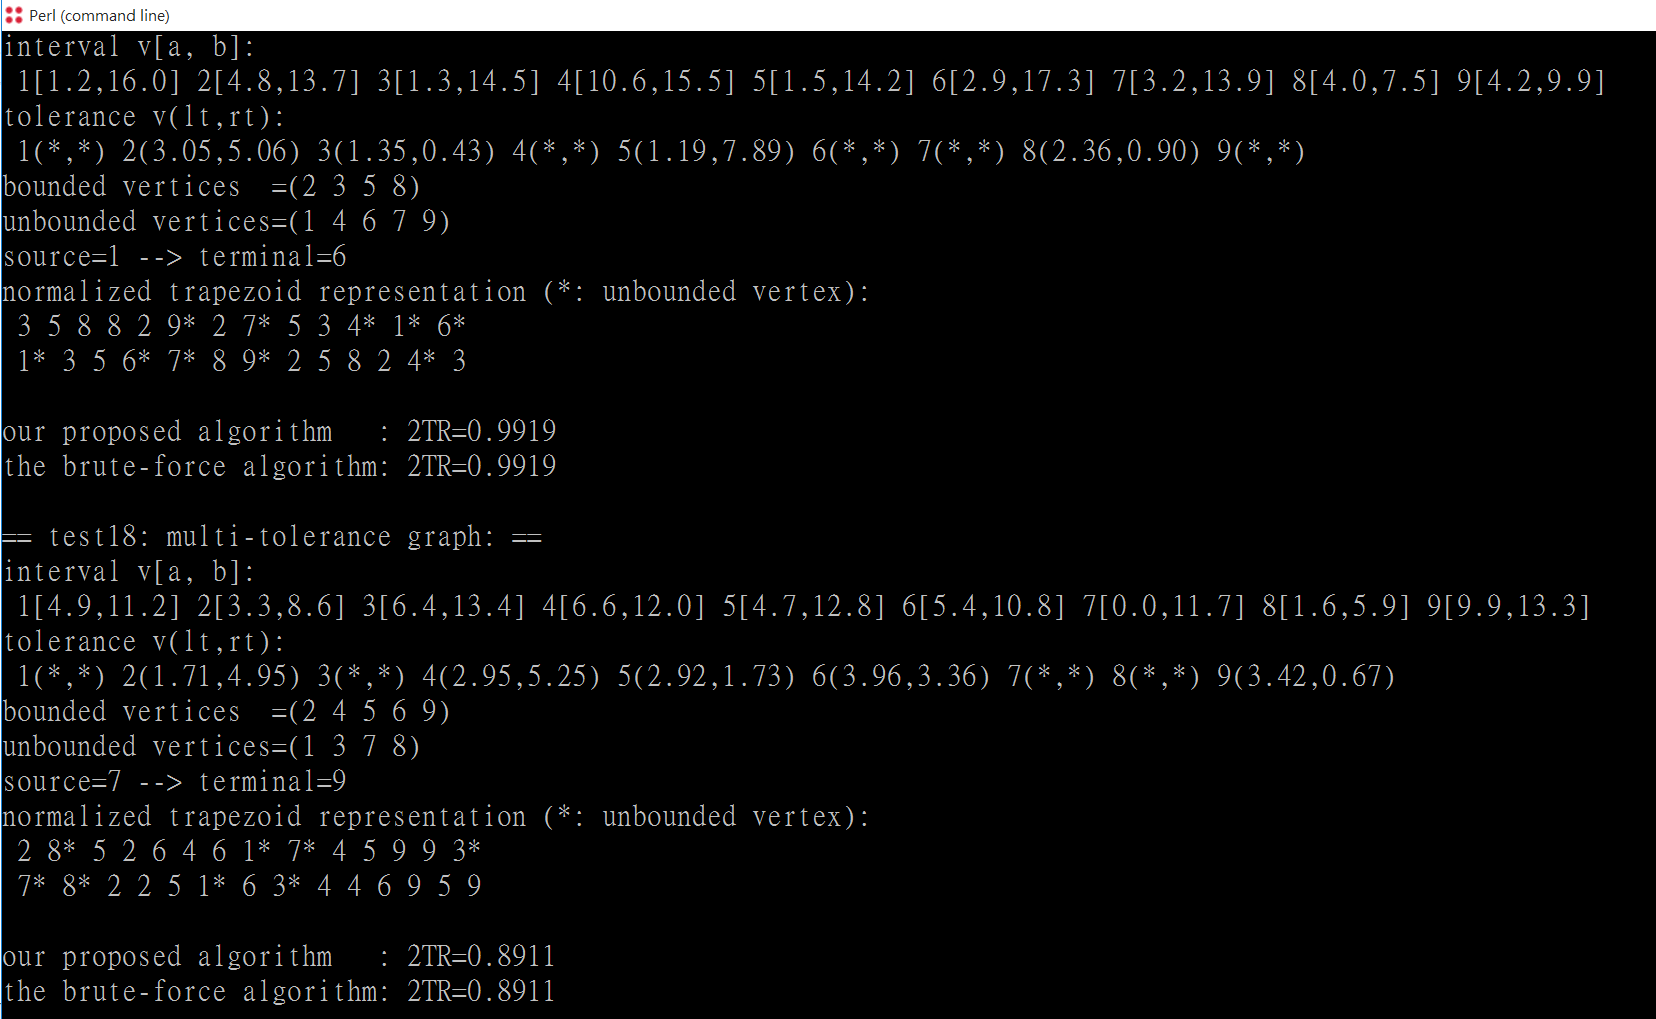 Perl (command line)
interval v[a, b]:
1[1.2,16.0] 2[4.8,13.7] 3[1.3,14.5] 4[10.6,15.5] 5[1.5,14.2] 6[2.9,17.3] 7[3.2,13.9] 8[4.0,7.5] 9[4.2,9.9]
tolerance v(lt,rt):
1(*,*) 2(3.05,5.06) 3(1.35,0.43) 4(*,*) 5(1.19,7.89) 6(*,*) 7(*,*) 8(2.36,0.90) 9(*,*)
bounded vertices  =(2 3 5 8)
unbounded vertices=(1 4 6 7 9)
source=1 --> terminal=6
normalized trapezoid representation (*: unbounded vertex):
3 5 8 8 2 9* 2 7* 5 3 4* 1* 6*
1* 3 5 6* 7* 8 9* 2 5 8 2 4* 3
our proposed algorithm   : 2TR=0.9919
the brute-force algorithm: 2TR=0.9919
== test18: multi-tolerance graph: ==
interval v[a, b]:
1[4.9,11.2] 2[3.3,8.6] 3[6.4,13.4] 4[6.6,12.0] 5[4.7,12.8] 6[5.4,10.8] 7[0.0,11.7] 8[1.6,5.9] 9[9.9,13.3]
tolerance v(lt,rt):
1(*,*) 2(1.71,4.95) 3(*,*) 4(2.95,5.25) 5(2.92,1.73) 6(3.96,3.36) 7(*,*) 8(*,*) 9(3.42,0.67)
bounded vertices  =(2 4 5 6 9)
unbounded vertices=(1 3 7 8)
source=7 --> terminal=9
normalized trapezoid representation (*: unbounded vertex):
2 8* 5 2 6 4 6 1* 7* 4 5 9 9 3*
7* 8* 2 2 5 1* 6 3* 4 4 6 9 5 9
our proposed algorithm   : 2TR=0.8911
the brute-force algorithm: 2TR=0.8911